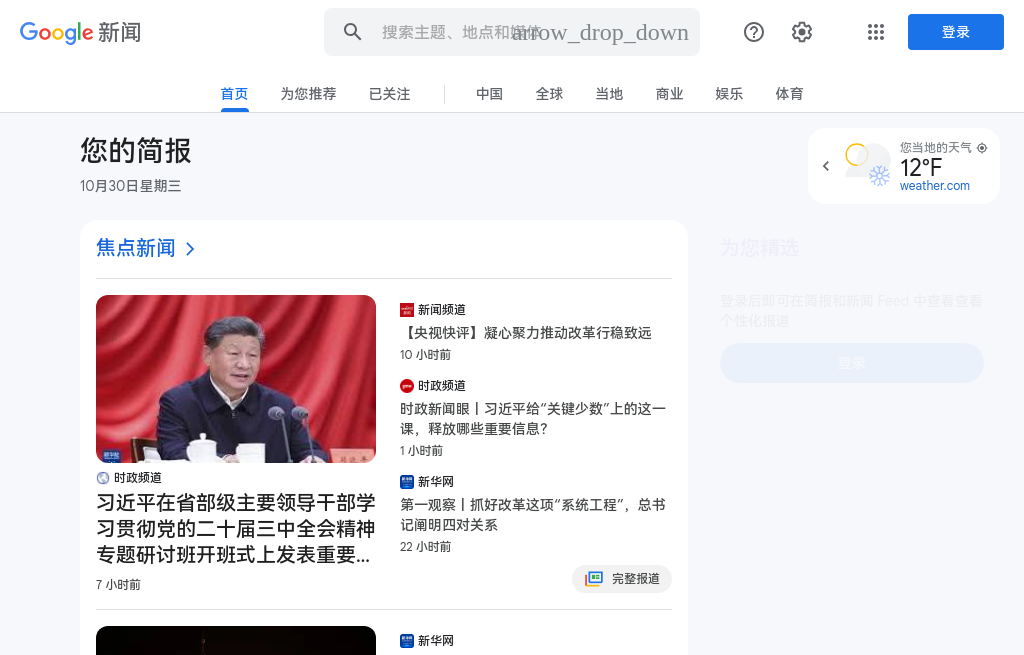 Google 新闻
搜索主题、地点和媒体
arrow_drop_down
登录
首页
为您推荐
已关注
中国
全球
当地
商业
娱乐
体育
您的简报
10月30日星期三
您当地的天气
12°F
weather.com
焦点新闻
时政频道
习近平在省部级主要领导干部学
习贯彻党的二十届三中全会精神
专题研讨班开班式上发表重要...
7 小时前
新闻频道
【央视快评】凝心聚力推动改革行稳致远
10 小时前
时政频道
时政新闻眼丨习近平给“关键少数”上的这一
课，释放哪些重要信息？
1 小时前
新华网
第一观察丨抓好改革这项“系统工程”，总书
记阐明四对关系
22 小时前
完整报道
新华网
为您精选
登录后即可在简报和新闻 Feed 中查看查看
个性化报道
登录